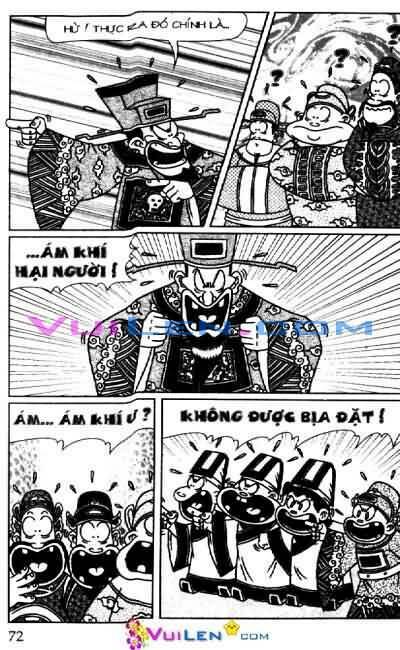 HỪ! THỰC RA ĐÓ CHÍNH LÀ...
?
?
?
...ÁM KHÍ
HẠI NGƯỜI!
VUILEN.COM
ÁM... ÁM KHÍ Ư?
KHÔNG ĐƯỢC BỊA ĐẶT!
72
VUILEN.COM